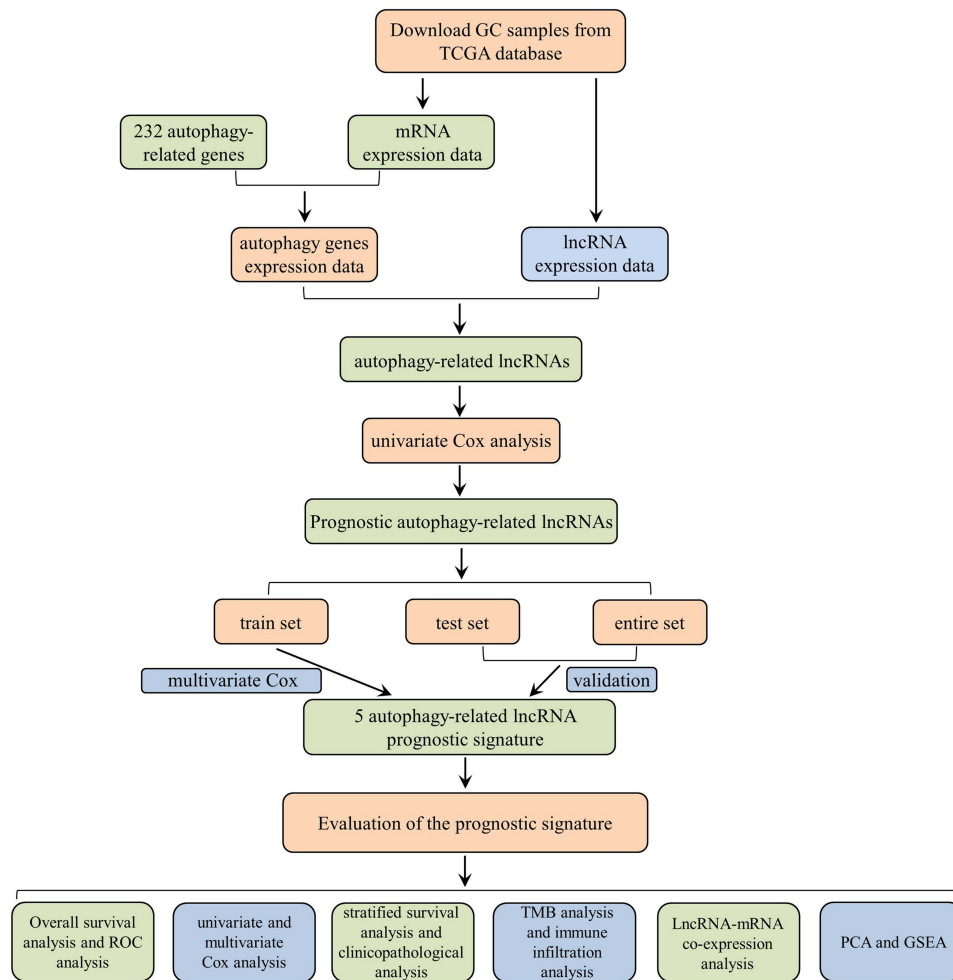 Download GC samples from
TCGA database
232 autophagy-
related genes
mRNA
expression data
autophagy genes
expression data
lncRNA
expression data
autophagy-related lncRNAs
univariate Cox analysis
Prognostic autophagy-related lncRNAs
train set
test set
entire set
multivariate Cox
validation
5 autophagy-related lncRNA
prognostic signature
Evaluation of the prognostic signature
Overall survival
analysis and ROC
analysis
univariate and
multivariate
Cox analysis
stratified survival
analysis and
clinicopathological
analysis
TMB analysis
and immune
infiltration
analysis
LncRNA-mRNA
co-expression
analysis
PCA and GSEA